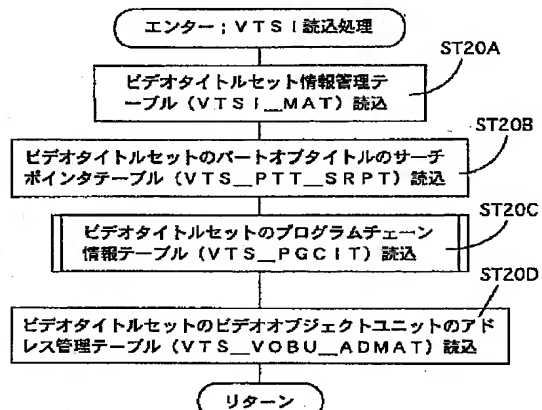 エンター；ＶＴＳＩ読込処理
ST20A
ビデオタイトルセット情報管理テ
ーブル（ＶＴＳＩ＿ＭＡＴ）読込
ST20B
ビデオタイトルセットのパートオブタイトルのサーチ
ポインタテーブル（ＶＴＳ＿ＰＴＴ＿ＳＲＰＴ）読込
ST20C
ビデオタイトルセットのプログラムチェーン
情報テーブル（ＶＴＳ＿ＰＧＣＩＴ）読込
ST20D
ビデオタイトルセットのビデオオブジェクトユニットのアド
レス管理テーブル（ＶＴＳ＿ＶＯＢＵ＿ＡＤＭＡＴ）読込
リターン